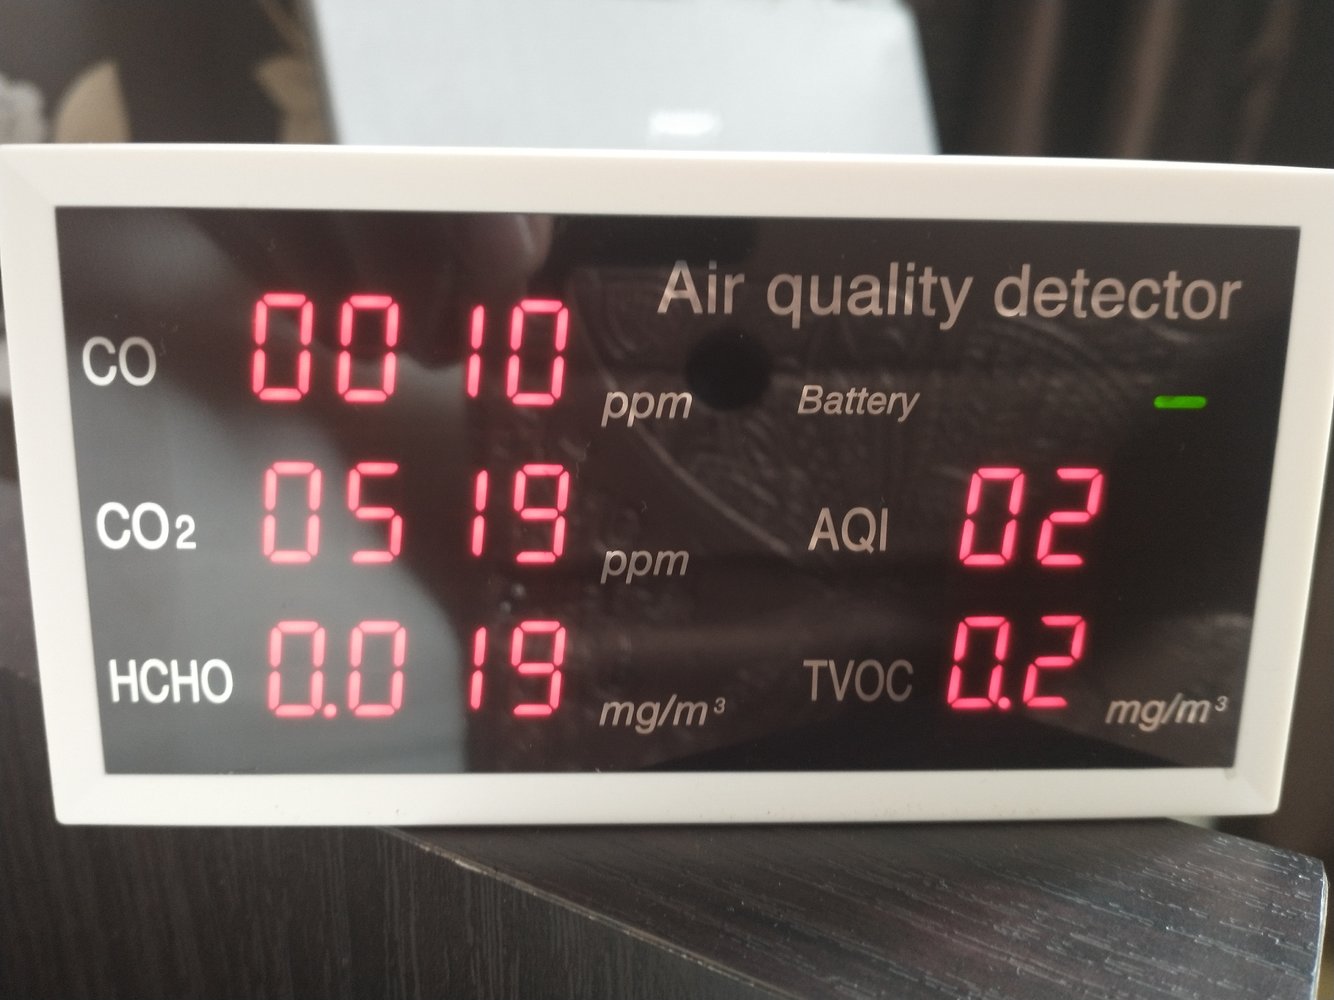 Air quality detector
CO 0010 ppm
Battery
CO₂ 0519 ppm
AQI 02
HCHO 0.019 mg/m³
TVOC 0.2 mg/m³